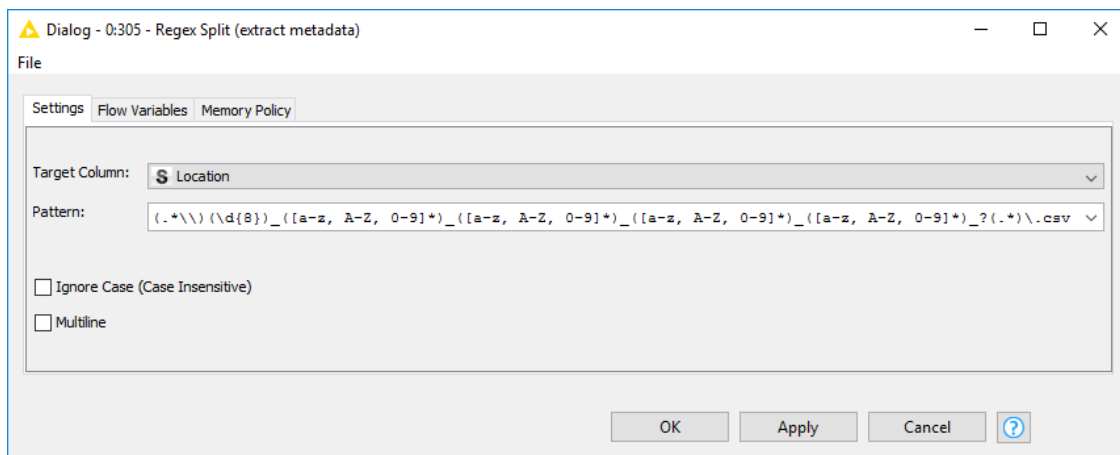 Dialog - 0:305 - Regex Split (extract metadata)
File
Settings Flow Variables Memory Policy
Target Column: S Location
Pattern: (.*\\)(\d{8})_([a-z, A-Z, 0-9]*)_([a-z, A-Z, 0-9]*)_([a-z, A-Z, 0-9]*)_([a-z, A-Z, 0-9]*)_?(.*)\.csv
Ignore Case (Case Insensitive)
Multiline
OK Apply Cancel ?